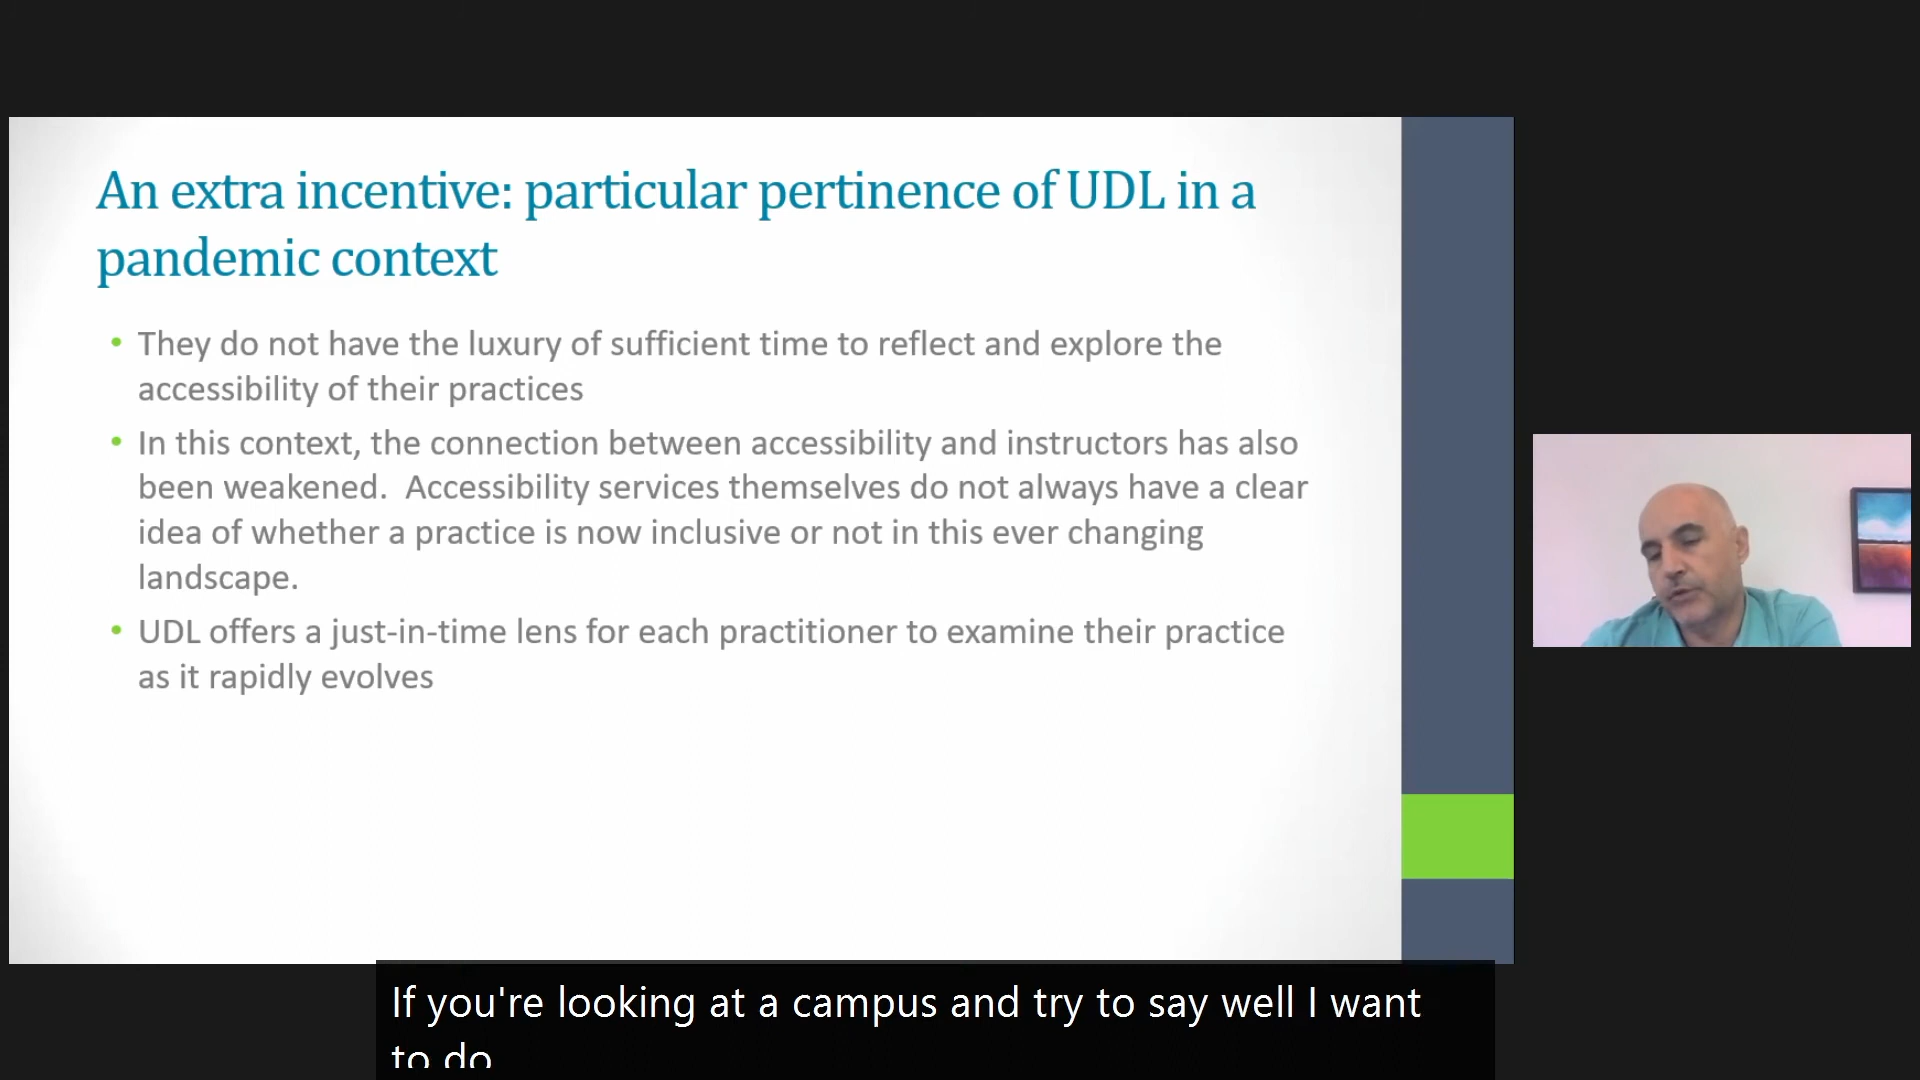 An extra incentive: particular pertinence of UDL in a
pandemic context
• They do not have the luxury of sufficient time to reflect and explore the
accessibility of their practices
• In this context, the connection between accessibility and instructors has also
been weakened.  Accessibility services themselves do not always have a clear
idea of whether a practice is now inclusive or not in this ever changing
landscape.
• UDL offers a just-in-time lens for each practitioner to examine their practice
as it rapidly evolves
If you're looking at a campus and try to say well I want
to do